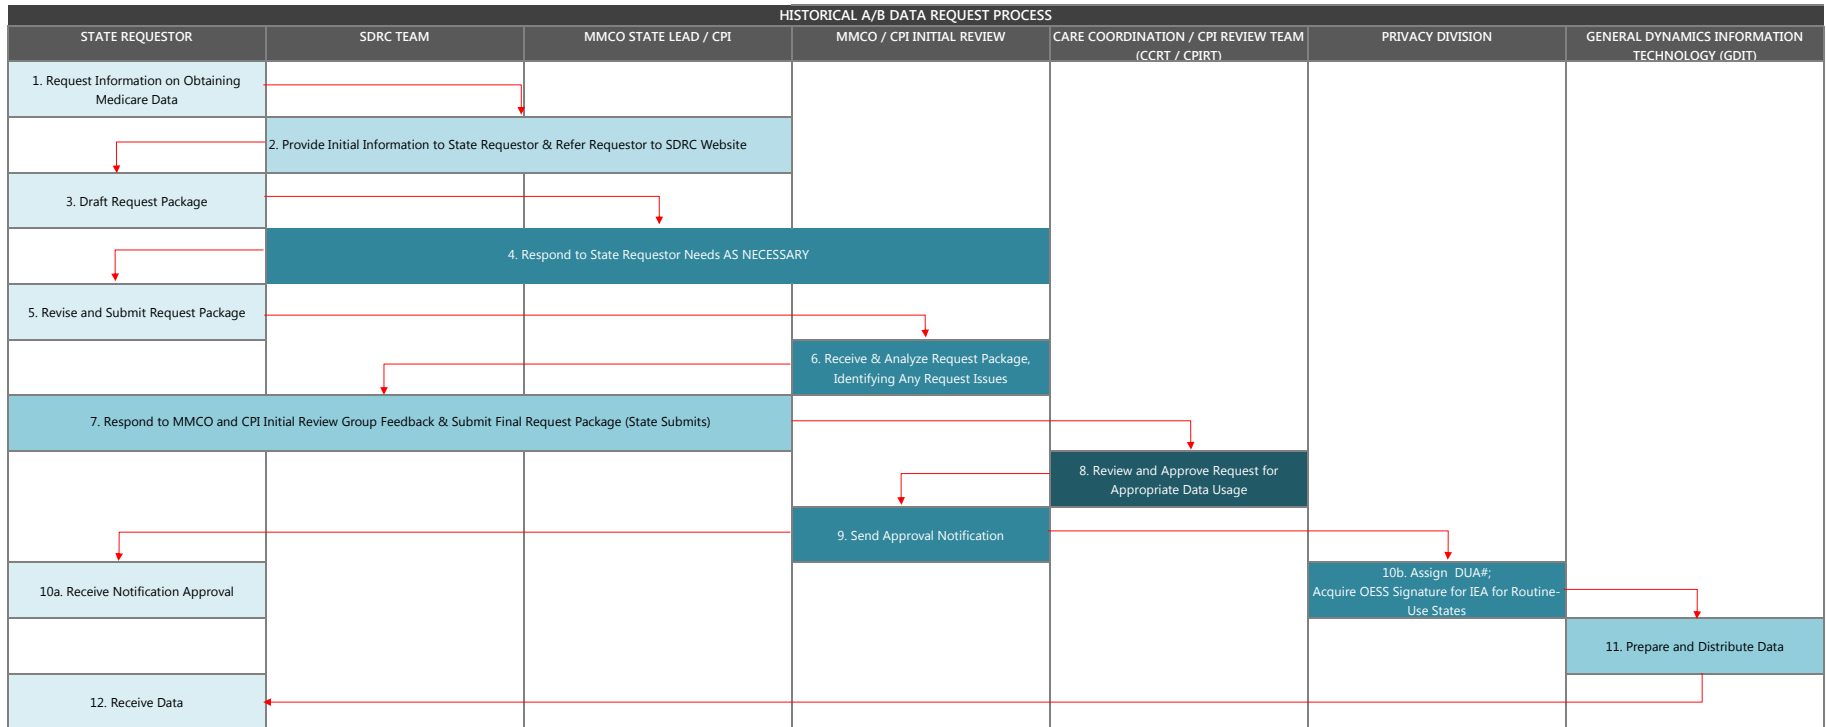 HISTORICAL A/B DATA REQUEST PROCESS
STATE REQUESTOR
SDRC TEAM
MMCO STATE LEAD / CPI
MMCO / CPI INITIAL REVIEW
CARE COORDINATION / CPI REVIEW TEAM
(CCRT / CPIRT)
PRIVACY DIVISION
GENERAL DYNAMICS INFORMATION
TECHNOLOGY (GDIT)
1. Request Information on Obtaining
Medicare Data
2. Provide Initial Information to State Requestor & Refer Requestor to SDRC Website
3. Draft Request Package
4. Respond to State Requestor Needs AS NECESSARY
5. Revise and Submit Request Package
6. Receive & Analyze Request Package,
Identifying Any Request Issues
7. Respond to MMCO and CPI Initial Review Group Feedback & Submit Final Request Package (State Submits)
8. Review and Approve Request for
Appropriate Data Usage
9. Send Approval Notification
10a. Receive Notification Approval
10b. Assign DUA#;
Acquire OESS Signature for IEA for Routine-
Use States
11. Prepare and Distribute Data
12. Receive Data